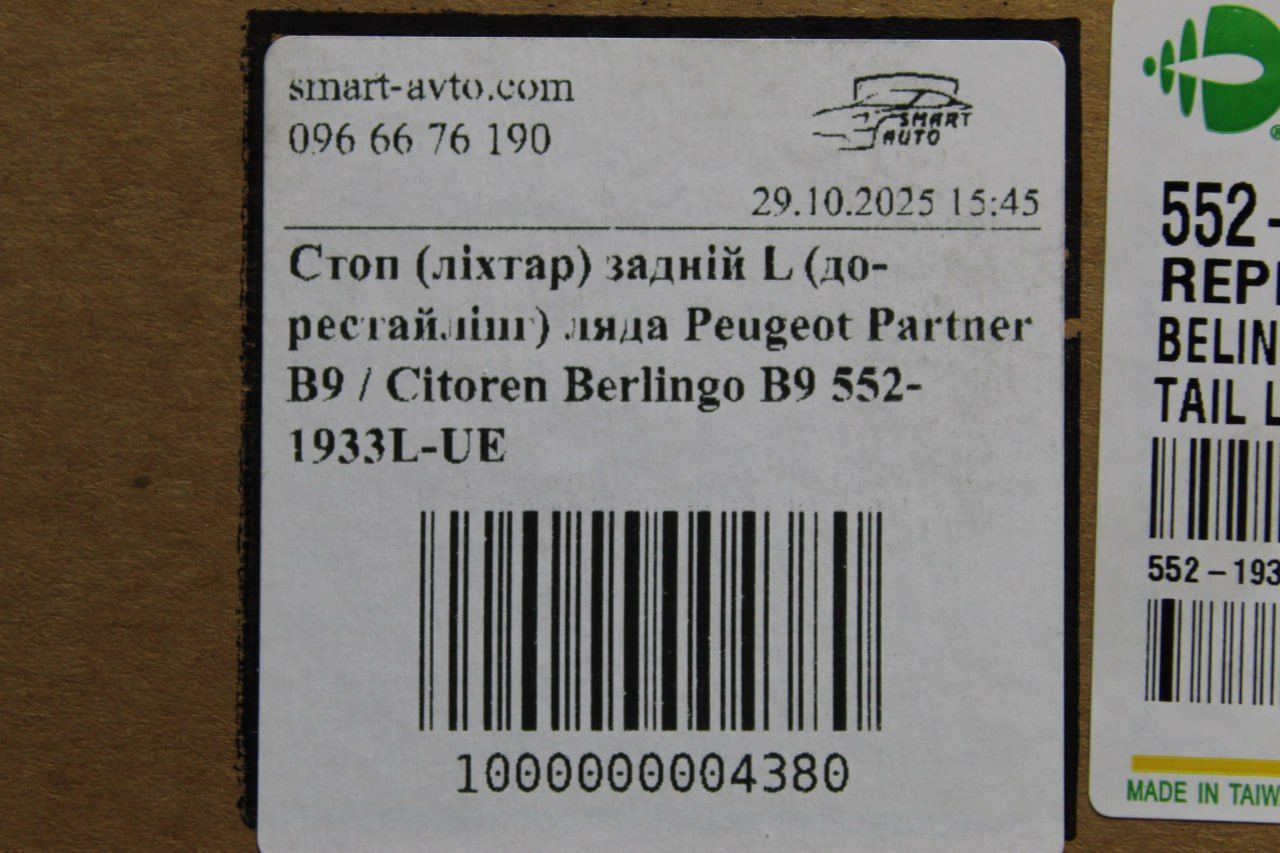 smart-avto.com
096 66 76 190
SMART
AUTO
29.10.2025 15:45
Стоп (ліхтар) задній L (до-
рестайлінг) ляда Peugeot Partner
B9 / Citoren Berlingo B9 552-
1933L-UE
1000000004380
552-
REP
BELIN
TAIL L
552-193
MADE IN TAIW